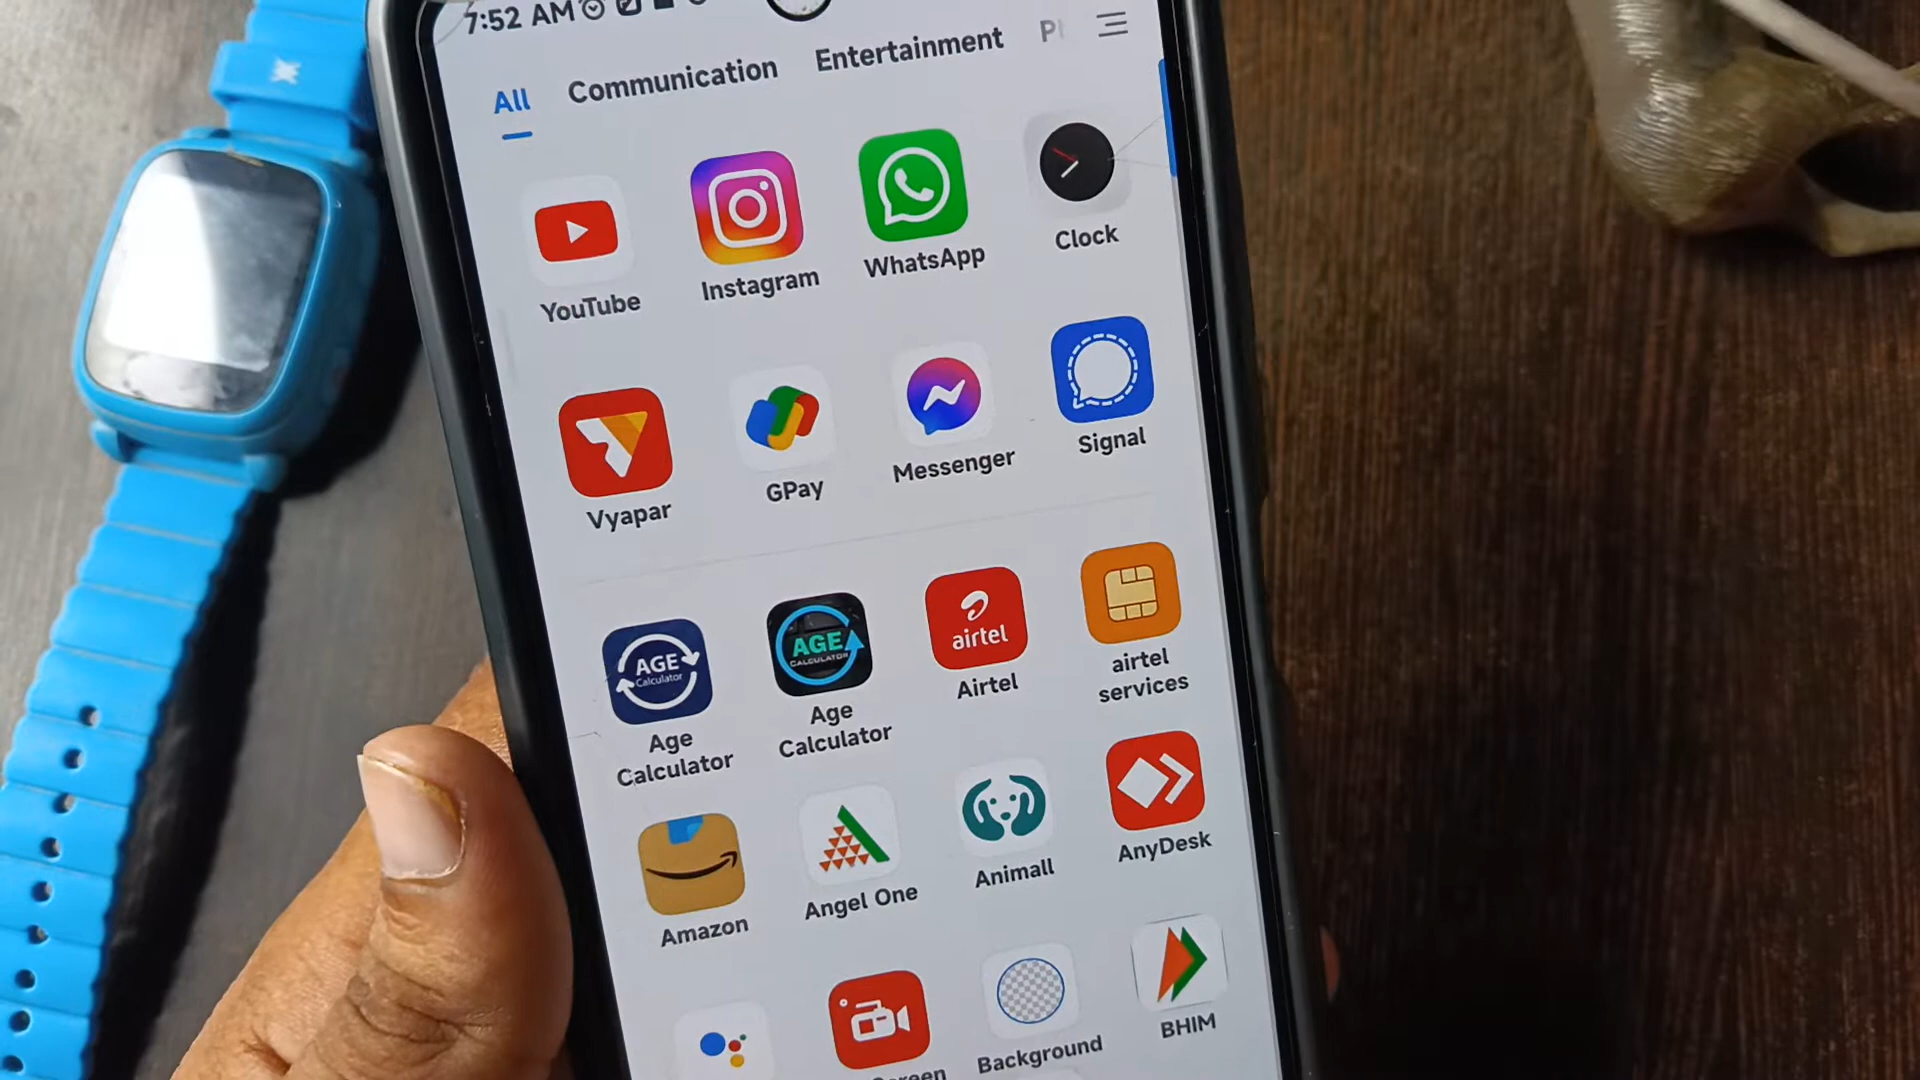 7:52 AM
All Communication Entertainment
YouTube Instagram WhatsApp Clock
Vyapar GPay Messenger Signal
AGE
Calculator
AGE
CALCULATOR
airtel
Age
Calculator
Age
Calculator
Airtel
airtel
services
Amazon Angel One Animall AnyDesk
Background BHIM